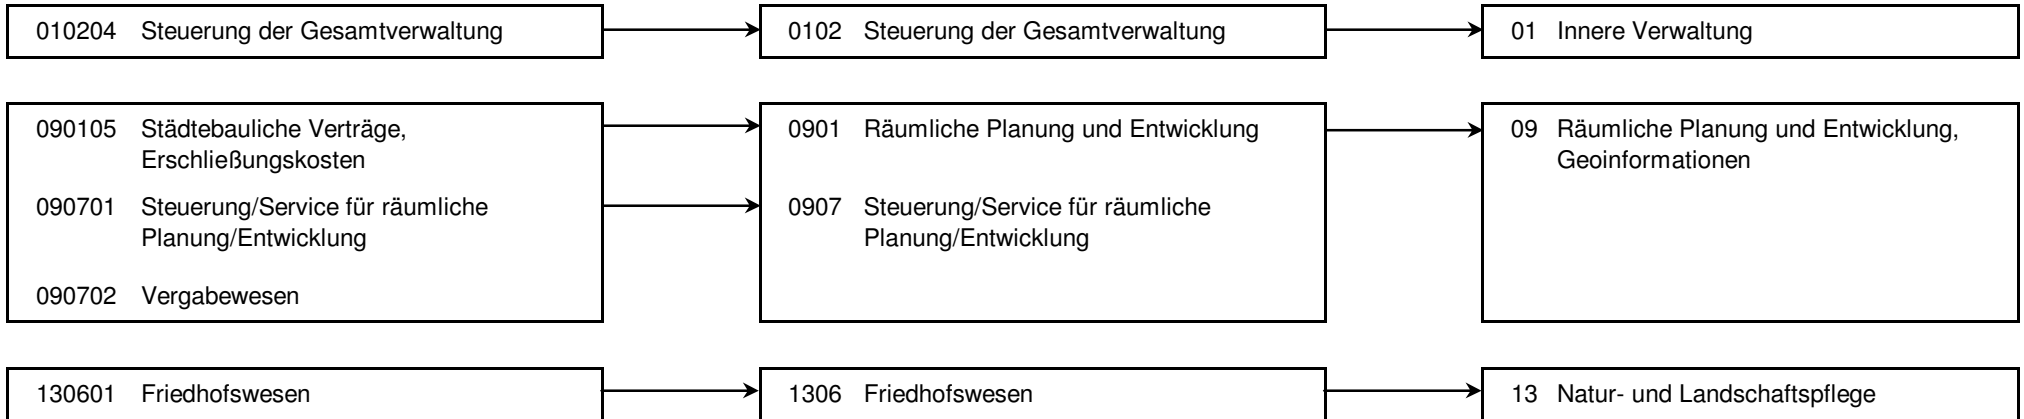 010204 Steuerung der Gesamtverwaltung 0102 Steuerung der Gesamtverwaltung 01 Innere Verwaltung
090105 Städtebauliche Verträge, 0901 Räumliche Planung und Entwicklung 09 Räumliche Planung und Entwicklung,
Erschließungskosten Geoinformationen
090701 Steuerung/Service für räumliche 0907 Steuerung/Service für räumliche
Planung/Entwicklung Planung/Entwicklung
090702 Vergabewesen
130601 Friedhofswesen 1306 Friedhofswesen 13 Natur- und Landschaftspflege